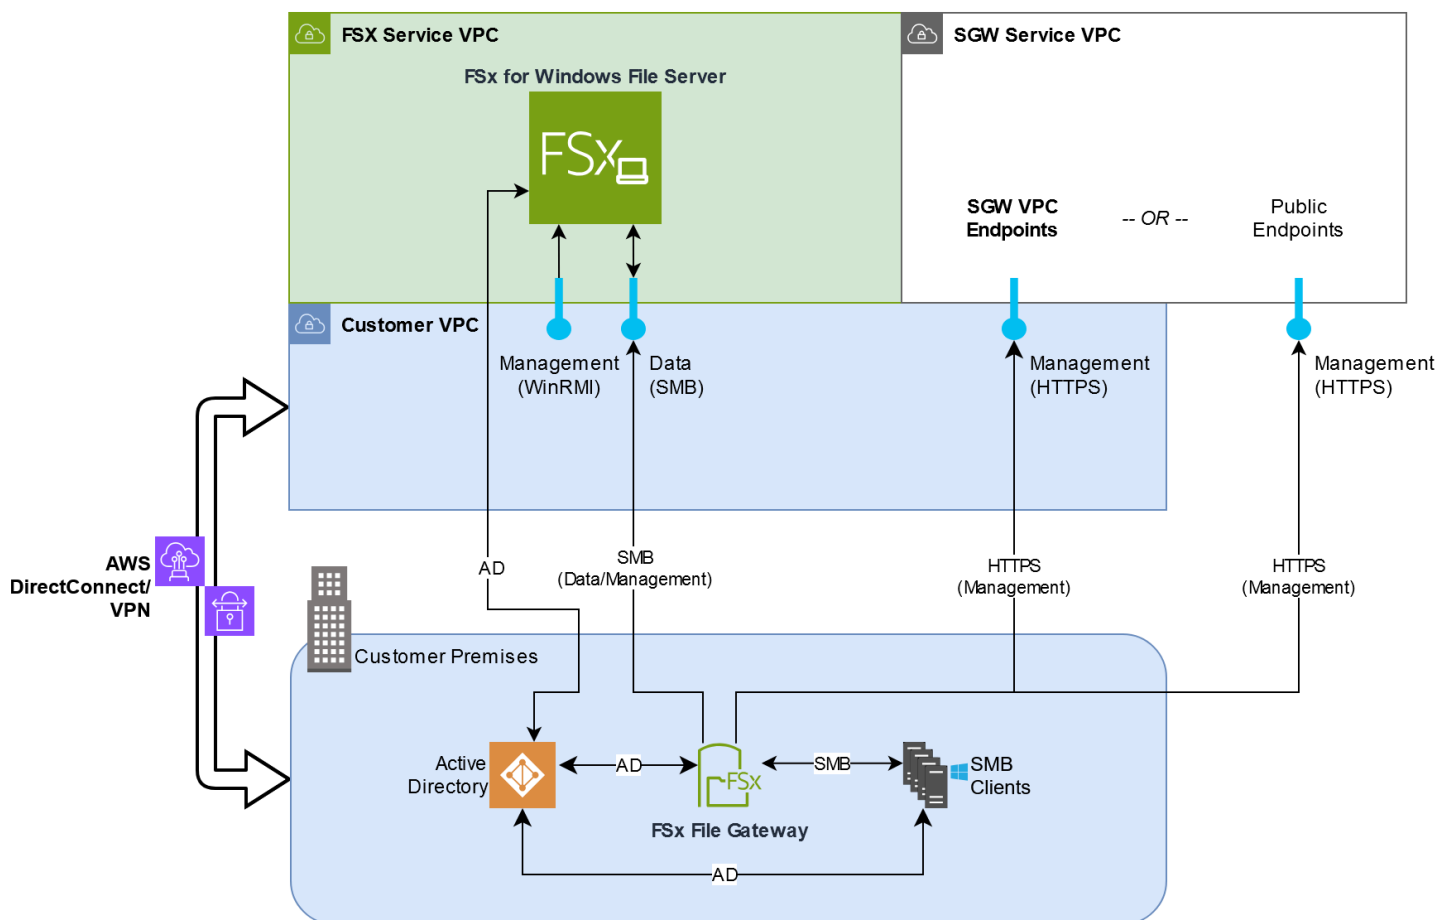 FSX Service VPC
SGW Service VPC
FSx for Windows File Server
FSx
SGW VPC
Endpoints
-- OR --
Public
Endpoints
Customer VPC
Management
(WinRMI)
Data
(SMB)
Management
(HTTPS)
Management
(HTTPS)
AWS
DirectConnect/
VPN
AD
SMB
(Data/Management)
HTTPS
(Management)
HTTPS
(Management)
Customer Premises
Active
Directory
AD
FSx
SMB
SMB
Clients
FSx File Gateway
AD